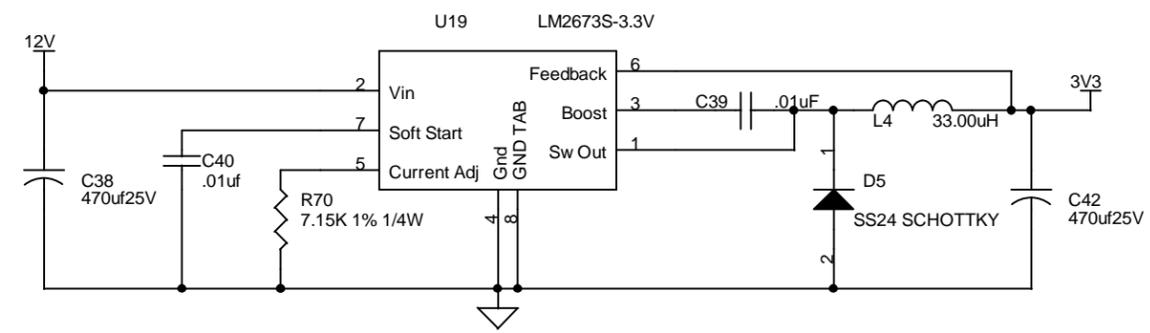 U19 LM2673S-3.3V
12V
Feedback 6
2 Vin
3V3
Boost 3 C39 .01uF
7 Soft Start
L4 33.00uH
GND TAB
Gnd
Sw Out 1
C40
.01uf
5 Current Adj
1
C38
470uf25V
R70
7.15K 1% 1/4W
D5
SS24 SCHOTTKY
C42
470uf25V
4
8
2